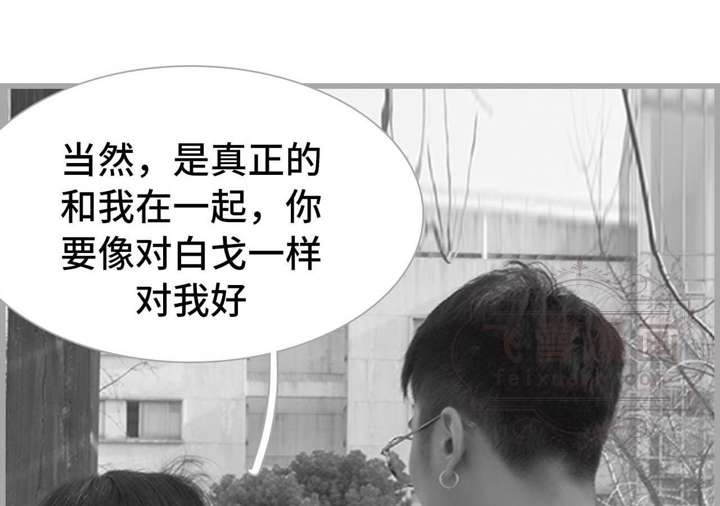 当然，是真正的
和我在一起，你
要像对白戈一样
对我好